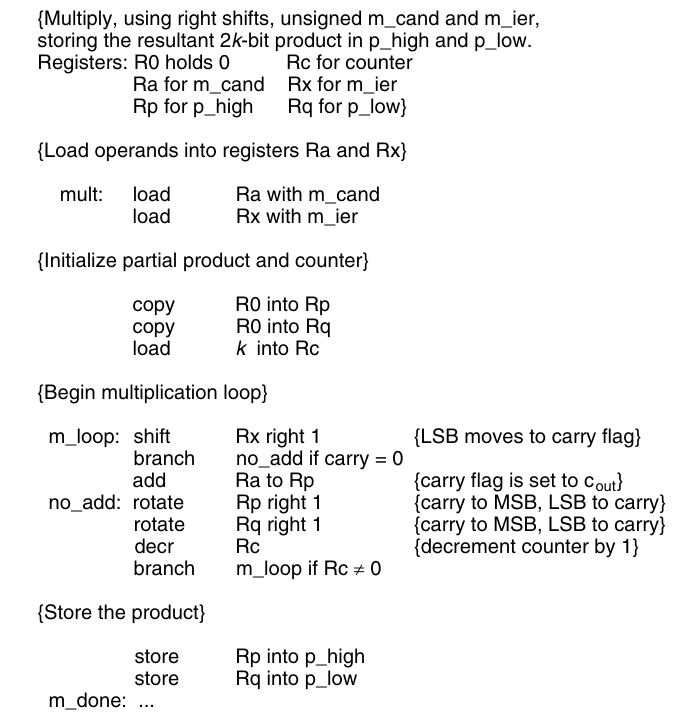 {Multiply, using right shifts, unsigned m_cand and m_ier,
storing the resultant 2k-bit product in p_high and p_low.
Registers: R0 holds 0 Rc for counter
Ra for m_cand Rx for m_ier
Rp for p_high Rq for p_low}
{Load operands into registers Ra and Rx}
mult: load Ra with m_cand
load Rx with m_ier
{Initialize partial product and counter}
copy R0 into Rp
copy R0 into Rq
load k into Rc
{Begin multiplication loop}
m_loop: shift Rx right 1 {LSB moves to carry flag}
branch no_add if carry = 0
add Ra to Rp {carry flag is set to cout}
no_add: rotate Rp right 1 {carry to MSB, LSB to carry}
rotate Rq right 1 {carry to MSB, LSB to carry}
decr Rc {decrement counter by 1}
branch m_loop if Rc ≠ 0
{Store the product}
store Rp into p_high
store Rq into p_low
m_done: ...